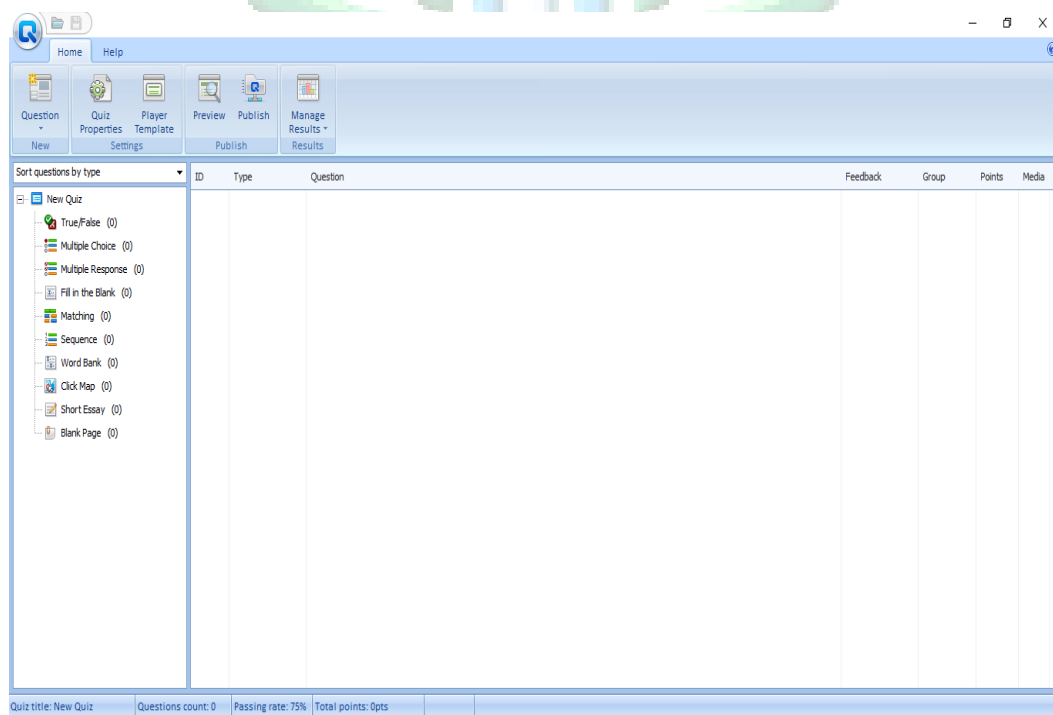 Home Help
Question Quiz Properties Player Template Preview Publish Manage Results
New Settings Publish Results
Sort questions by type
ID Type Question Feedback Group Points Media
New Quiz
True/False (0)
Multiple Choice (0)
Multiple Response (0)
Fill in the Blank (0)
Matching (0)
Sequence (0)
Word Bank (0)
Click Map (0)
Short Essay (0)
Blank Page (0)
Quiz title: New Quiz Questions count: 0 Passing rate: 75% Total points: 0pts